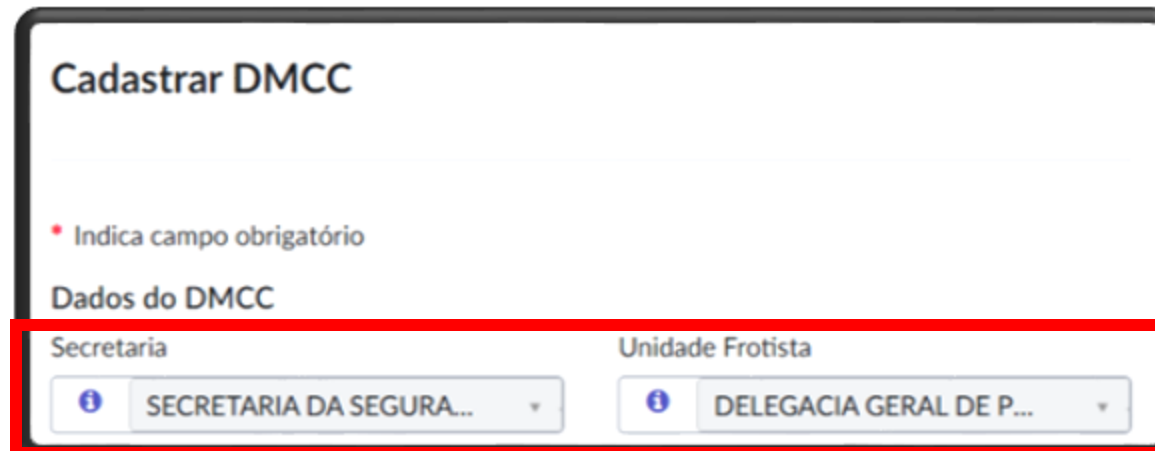 Cadastrar DMCC
* Indica campo obrigatório
Dados do DMCC
Secretaria Unidade Frotista
SECRETARIA DA SEGURA... DELEGACIA GERAL DE P...